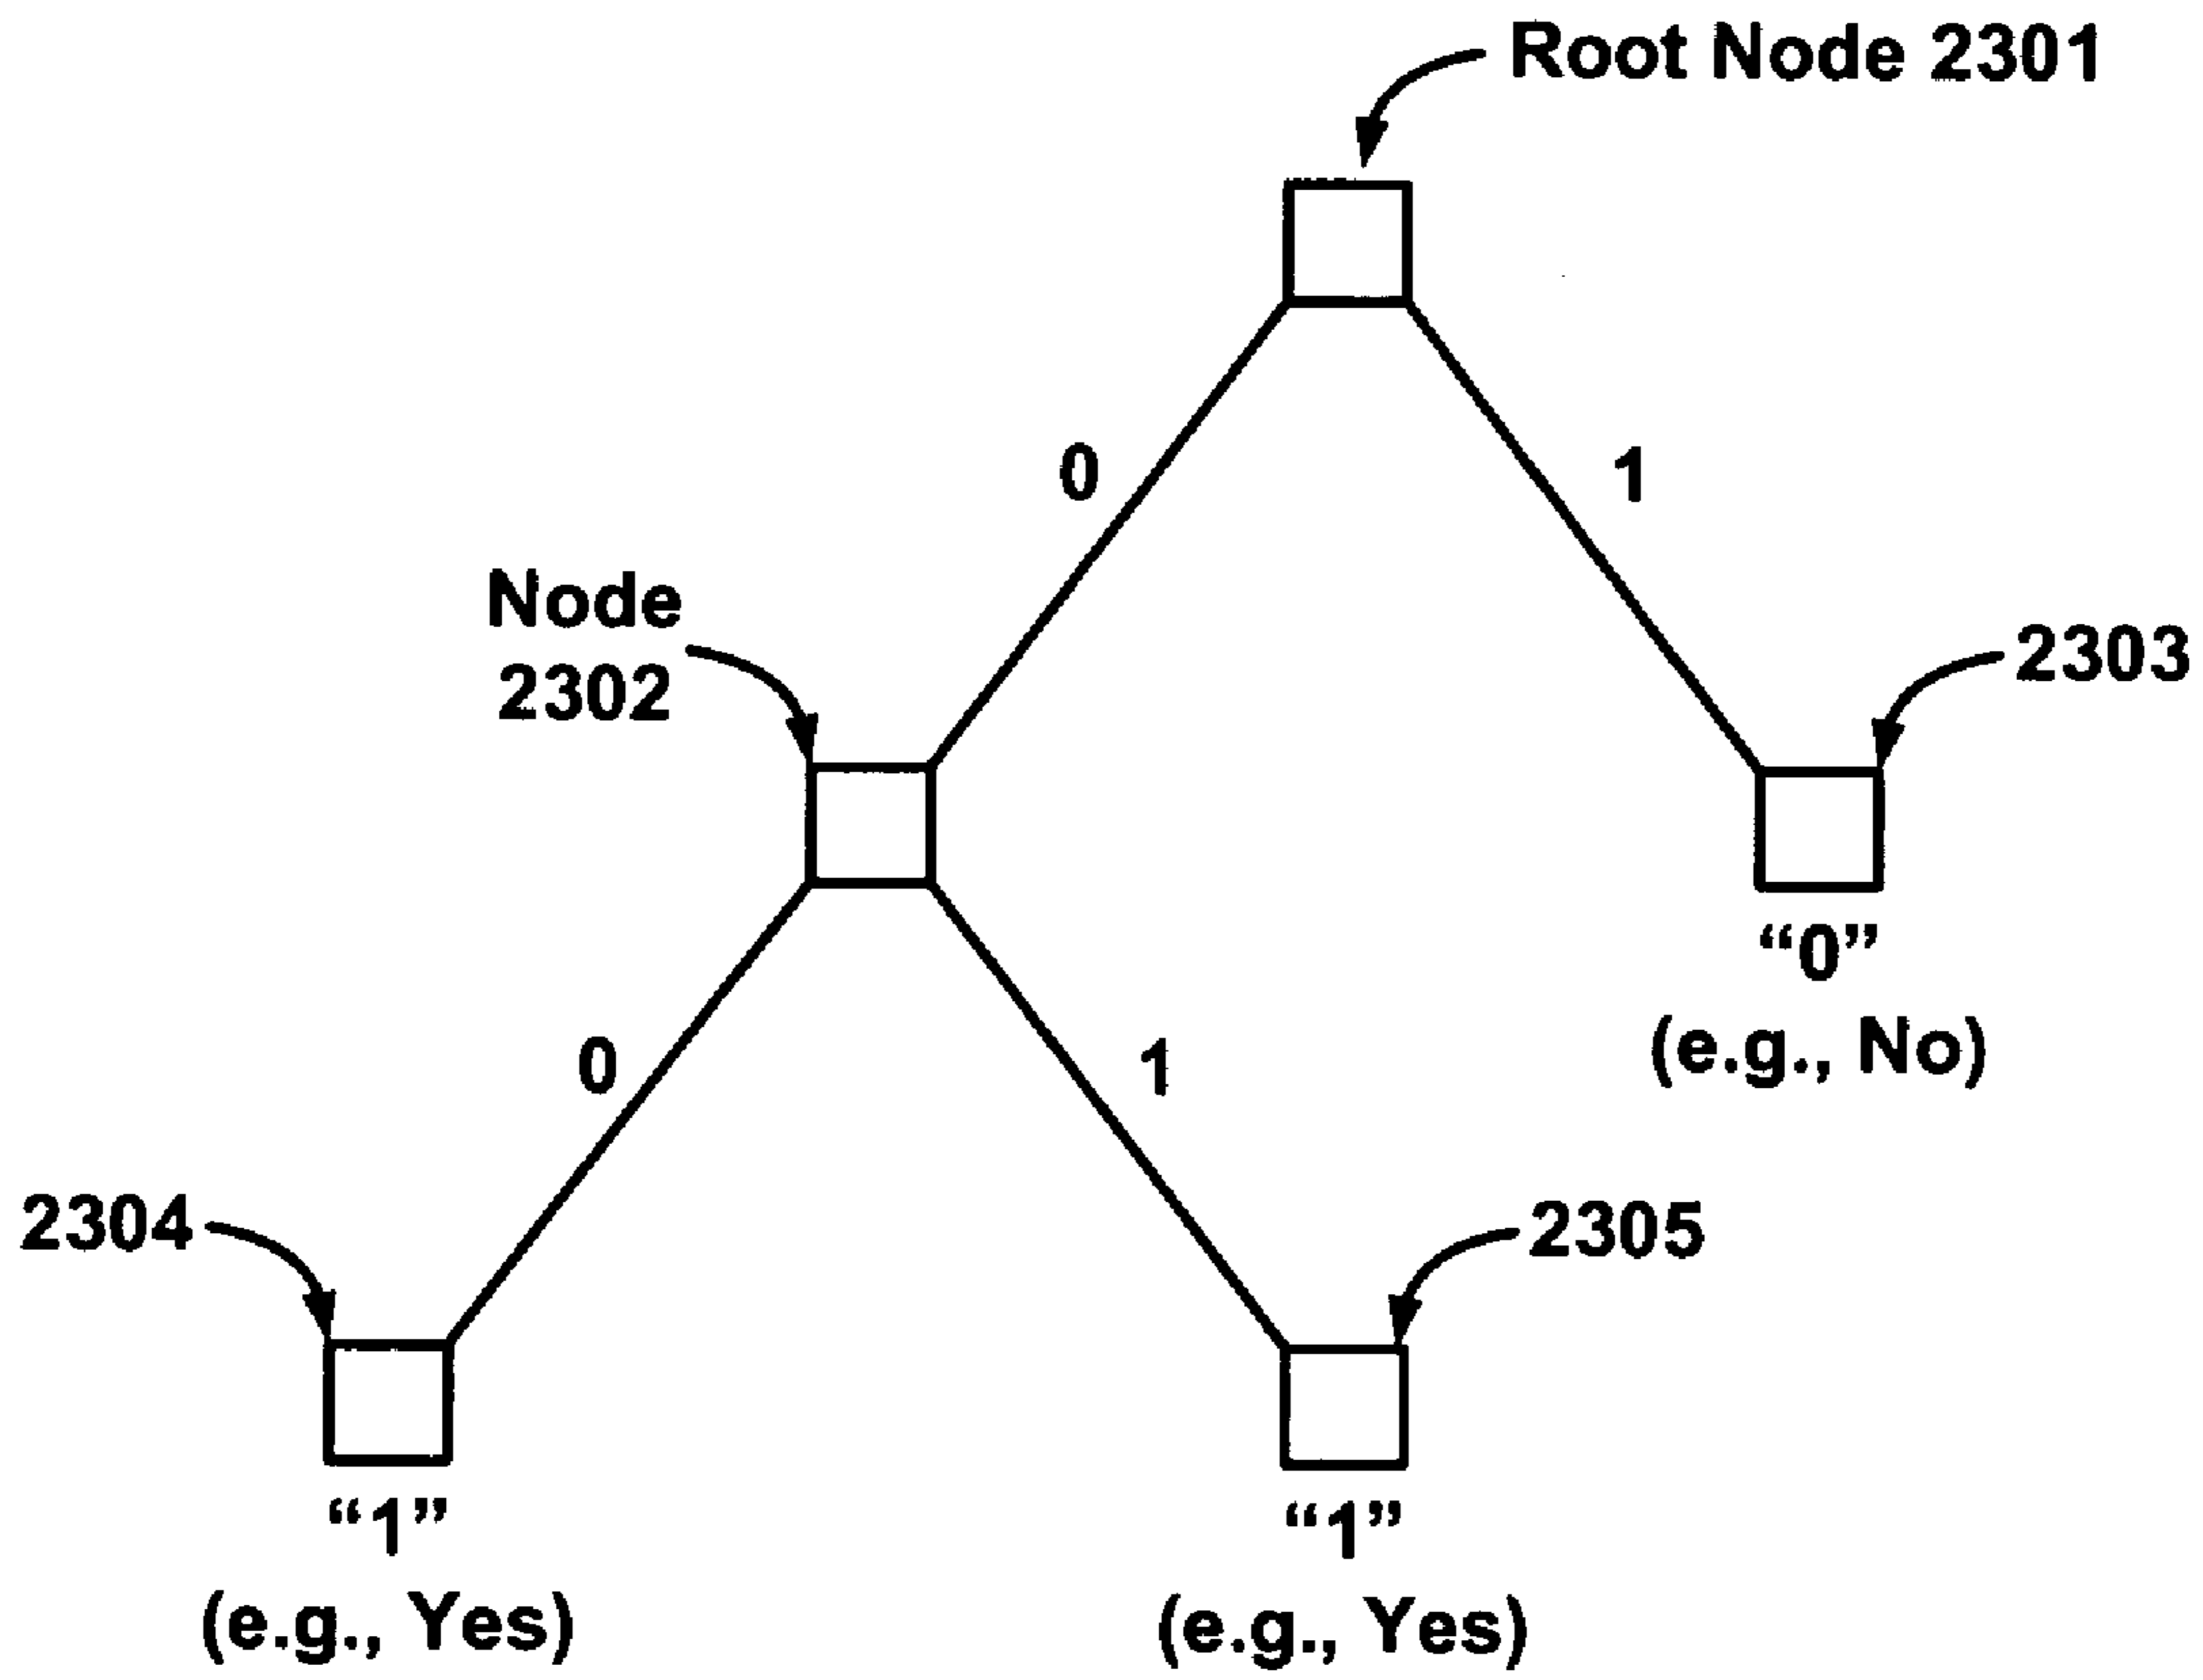 Root Node 2301
0
1
Node
2302
2303
“0”
(e.g., No)
0
1
2304
2305
“1”
(e.g., Yes)
“1”
(e.g., Yes)